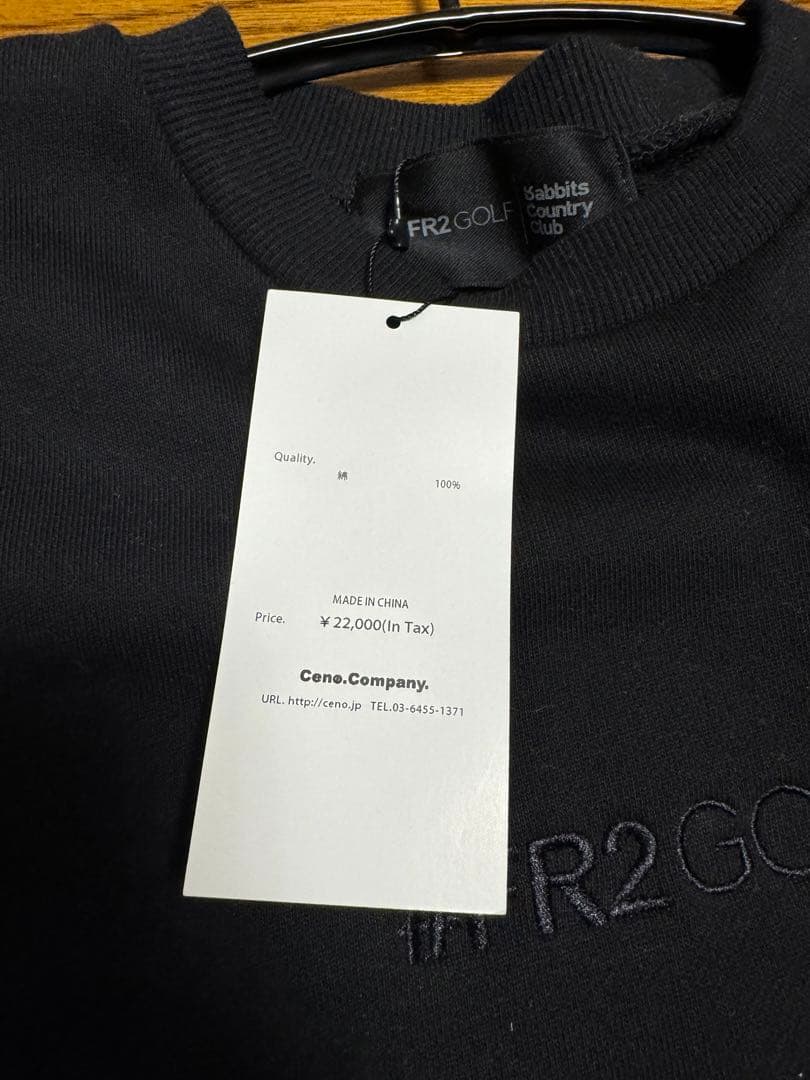 FR2 GOLF
Rabbits
Country
Club
Quality.
綿 100%
MADE IN CHINA
Price. ¥22,000(In Tax)
Ceno.Company.
URL. http://ceno.jp TEL.03-6455-1371
#FR2 GO